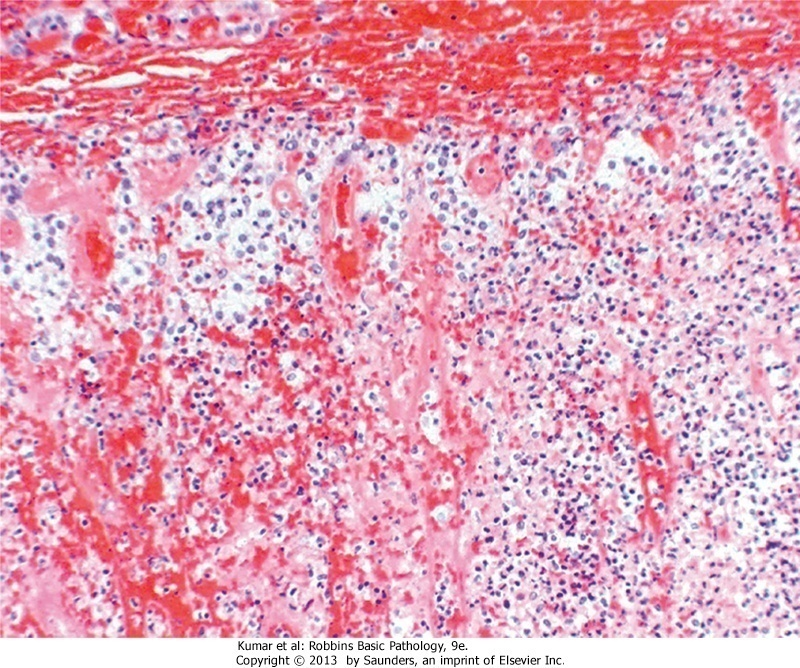 Kumar et al: Robbins Basic Pathology, 9e.
Copyright © 2013 by Saunders, an imprint of Elsevier Inc.